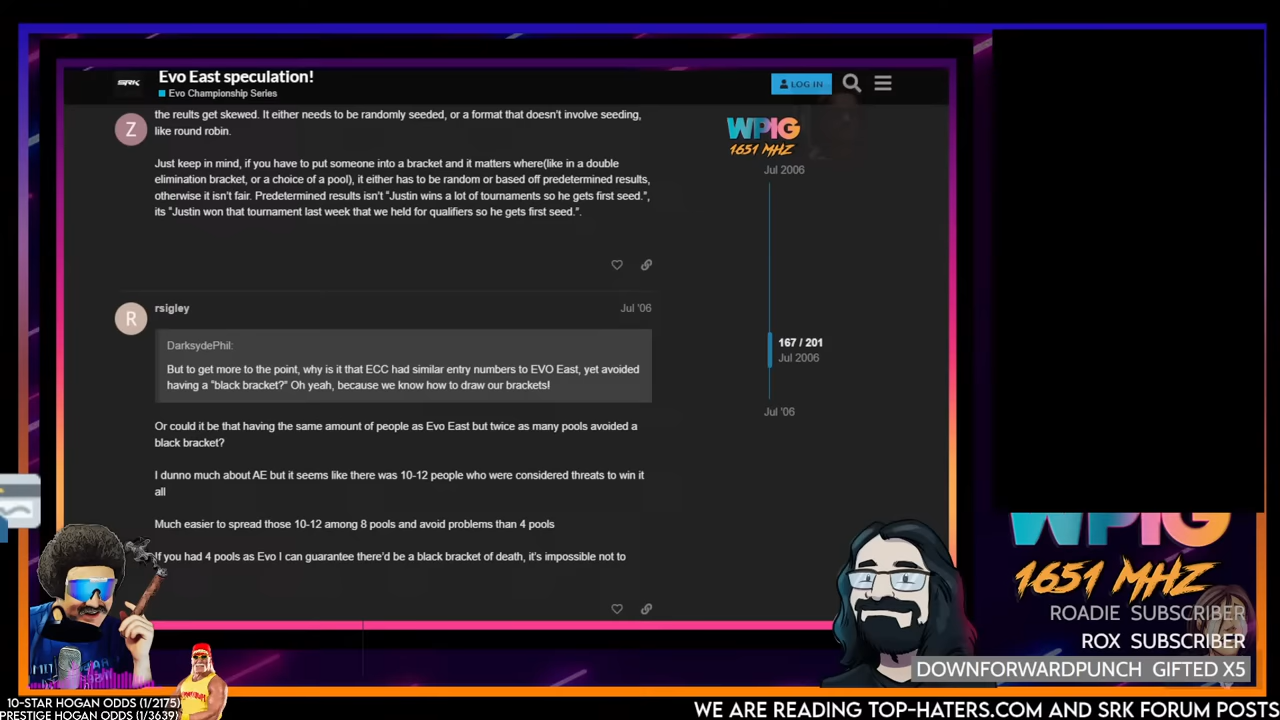 SRK
Evo East speculation!
Evo Championship Series
LOG IN
the reults get skewed. It either needs to be randomly seeded, or a format that doesn't involve seeding,
like round robin.
Z
Just keep in mind, if you have to put someone into a bracket and it matters where(like in a double
elimination bracket, or a choice of a pool), it either has to be random or based off predetermined results,
otherwise it isn't fair. Predetermined results isn't "Justin wins a lot of tournaments so he gets first seed.",
its "Justin won that tournament last week that we held for qualifiers so he gets first seed.".
WPIG
1651 MHZ
Jul 2006
167 / 201
Jul 2006
Jul '06
R
rsigley
Jul '06
DarksydePhil:
But to get more to the point, why is it that ECC had similar entry numbers to EVO East, yet avoided
having a "black bracket?" Oh yeah, because we know how to draw our brackets!
Or could it be that having the same amount of people as Evo East but twice as many pools avoided a
black bracket?
I dunno much about AE but it seems like there was 10-12 people who were considered threats to win it
all
Much easier to spread those 10-12 among 8 pools and avoid problems than 4 pools
If you had 4 pools as Evo I can guarantee there'd be a black bracket of death, it's impossible not to
WPIG
1651 MHZ
ROADIE SUBSCRIBER
ROX SUBSCRIBER
DOWNFORWARDPUNCH GIFTED X5
10-STAR HOGAN ODDS (1/2175)
PRESTIGE HOGAN ODDS (1/3639)
WE ARE READING TOP-HATERS.COM AND SRK FORUM POSTS